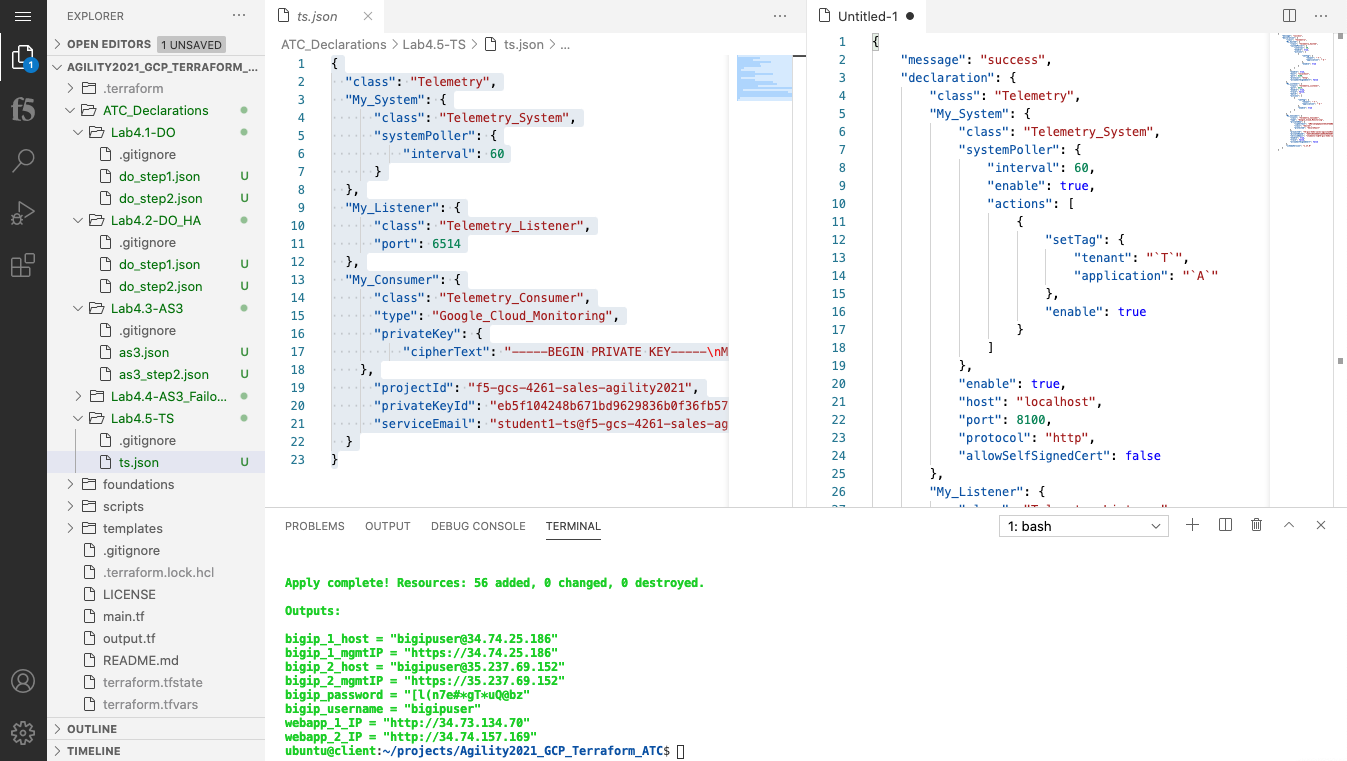 EXPLORER
OPEN EDITORS 1 UNSAVED
AGILITY2021_GCP_TERRAFORM_...
.terraform
ATC_Declarations
Lab4.1-DO
.gitignore
do_step1.json U
do_step2.json U
Lab4.2-DO_HA
.gitignore
do_step1.json U
do_step2.json U
Lab4.3-AS3
.gitignore
as3.json U
as3_step2.json U
Lab4.4-AS3_Failo...
Lab4.5-TS
.gitignore
ts.json U
foundations
scripts
templates
.gitignore
.terraform.lock.hcl
LICENSE
main.tf
output.tf
README.md
terraform.tfstate
terraform.tfvars
OUTLINE
TIMELINE
1
f5
ts.json
ATC_Declarations > Lab4.5-TS > ts.json > ...
1 {
2 "class": "Telemetry",
3 "My_System": {
4 "class": "Telemetry_System",
5 "systemPoller": {
6 "interval": 60
7 }
8 },
9 "My_Listener": {
10 "class": "Telemetry_Listener",
11 "port": 6514
12 },
13 "My_Consumer": {
14 "class": "Telemetry_Consumer",
15 "type": "Google_Cloud_Monitoring",
16 "privateKey": {
17 "cipherText": "-----BEGIN PRIVATE KEY-----\nM
18 },
19 "projectId": "f5-gcs-4261-sales-agility2021",
20 "privateKeyId": "eb5f104248b671bd9629836b0f36fb57
21 "serviceEmail": "student1-ts@f5-gcs-4261-sales-ag
22 }
23 }
Untitled-1
1 {
2 "message": "success",
3 "declaration": {
4 "class": "Telemetry",
5 "My_System": {
6 "class": "Telemetry_System",
7 "systemPoller": {
8 "interval": 60,
9 "enable": true,
10 "actions": [
11 {
12 "setTag": {
13 "tenant": "`T`",
14 "application": "`A`"
15 },
16 "enable": true
17 }
18 ]
19 },
20 "enable": true,
21 "host": "localhost",
22 "port": 8100,
23 "protocol": "http",
24 "allowSelfSignedCert": false
25 },
26 "My_Listener": {
PROBLEMS OUTPUT DEBUG CONSOLE TERMINAL 1: bash
Apply complete! Resources: 56 added, 0 changed, 0 destroyed.
Outputs:
bigip_1_host = "bigipuser@34.74.25.186"
bigip_1_mgmtIP = "https://34.74.25.186"
bigip_2_host = "bigipuser@35.237.69.152"
bigip_2_mgmtIP = "https://35.237.69.152"
bigip_password = "[l(n7e#*gT*uQ@bz"
bigip_username = "bigipuser"
webapp_1_IP = "http://34.73.134.70"
webapp_2_IP = "http://34.74.157.169"
ubuntu@client:~/projects/Agility2021_GCP_Terraform_ATC$